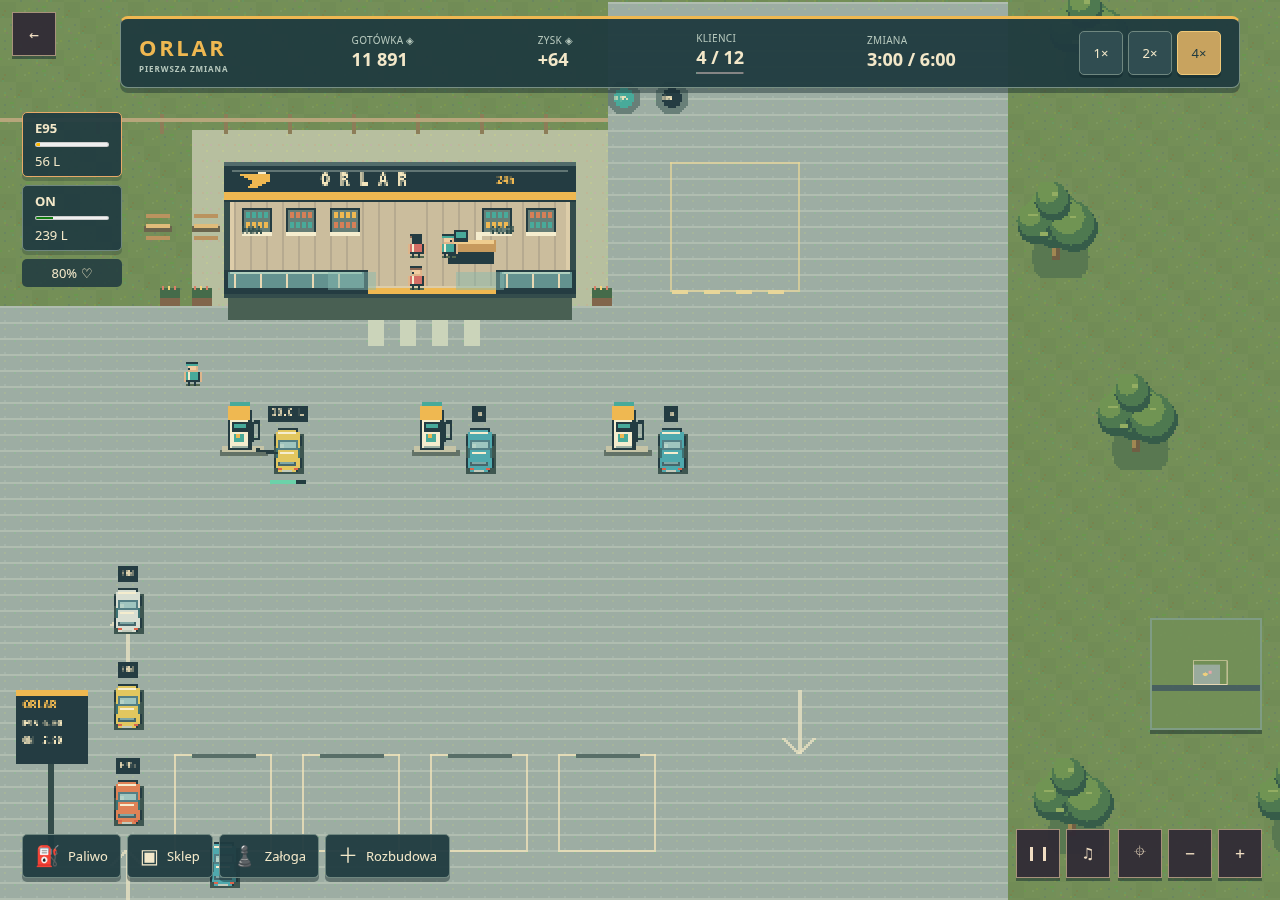 ←
ORLAR
PIERWSZA ZMIANA
GOTÓWKA ◈
11 891
ZYSK ◈
+64
KLIENCI
4 / 12
ZMIANA
3:00 / 6:00
1×
2×
4×
E95
56 L
ON
239 L
80% ♡
ORLAR
24h
ORLAR
Paliwo
Sklep
Załoga
+ Rozbudowa
− +